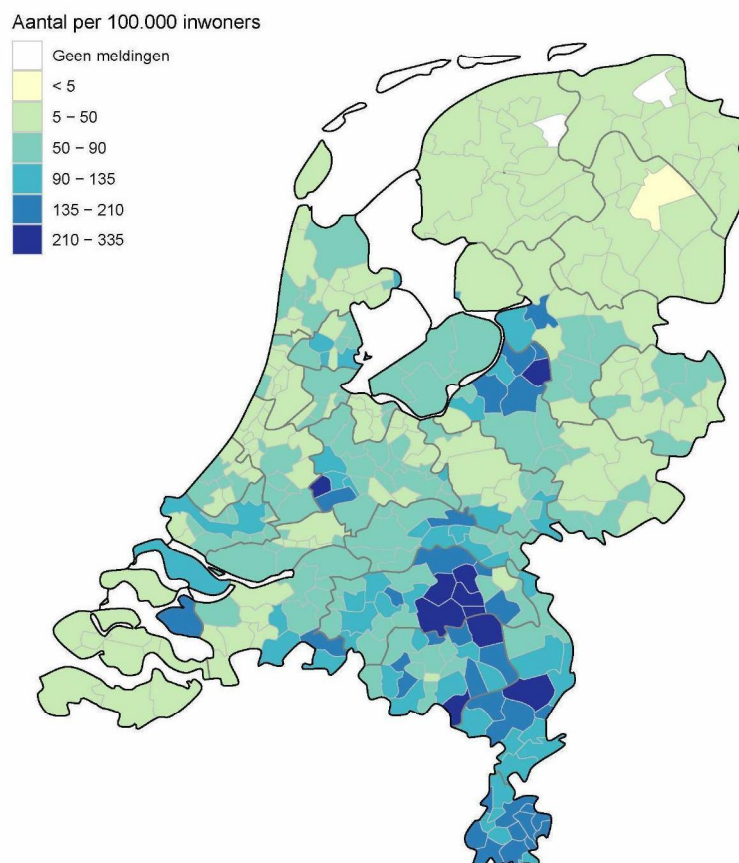 Aantal per 100.000 inwoners
Geen meldingen
< 5
5 – 50
50 – 90
90 – 135
135 – 210
210 – 335